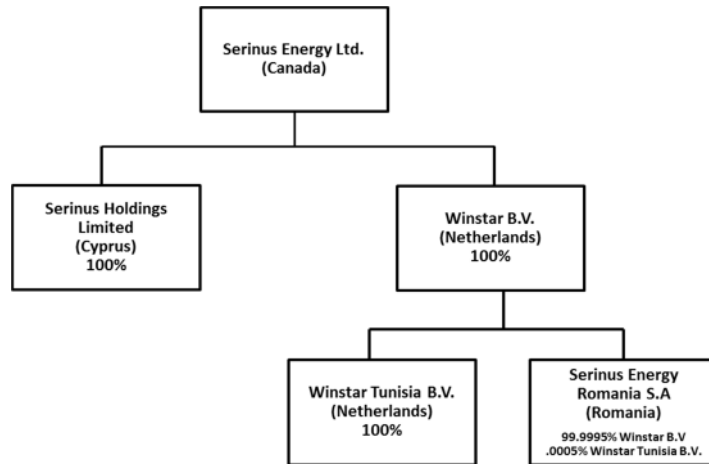 Serinus Energy Ltd.
(Canada)
Serinus Holdings
Limited
(Cyprus)
100%
Winstar B.V.
(Netherlands)
100%
Winstar Tunisia B.V.
(Netherlands)
100%
Serinus Energy
Romania S.A
(Romania)
99.9995% Winstar B.V
.0005% Winstar Tunisia B.V.